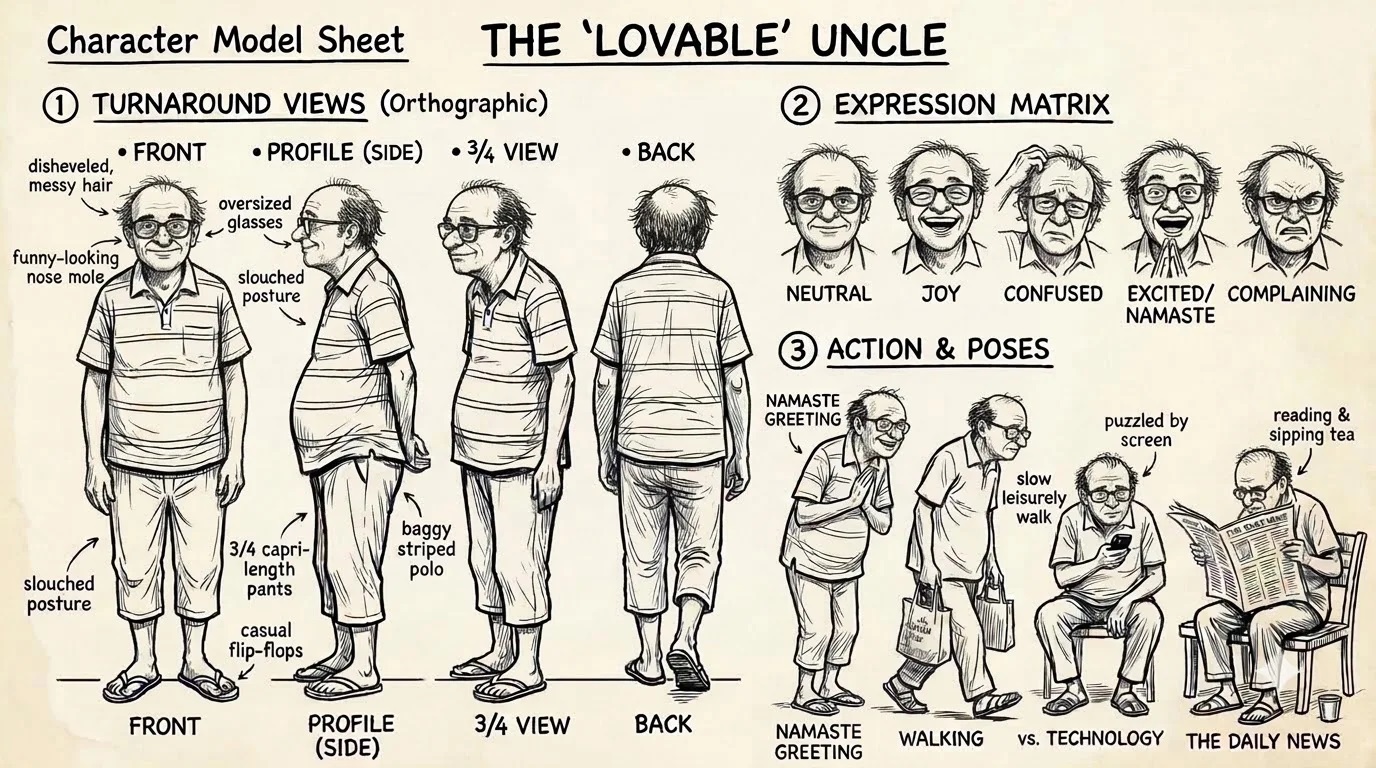 Character Model Sheet
THE ‘LOVABLE’ UNCLE
① TURNAROUND VIEWS (Orthographic)
• FRONT
• PROFILE (SIDE)
• 3/4 VIEW
• BACK
disheveled,
messy hair
oversized
glasses
funny-looking
nose mole
slouched
posture
slouched
posture
3/4 capri-
length
pants
baggy
striped
polo
casual
flip-flops
FRONT
PROFILE
(SIDE)
3/4 VIEW
BACK
② EXPRESSION MATRIX
NEUTRAL
JOY
CONFUSED
EXCITED/
NAMASTE
COMPLAINING
③ ACTION & POSES
NAMASTE
GREETING
slow
leisurely
walk
puzzled by
screen
reading &
sipping tea
NAMASTE
GREETING
WALKING
vs. TECHNOLOGY
THE DAILY NEWS